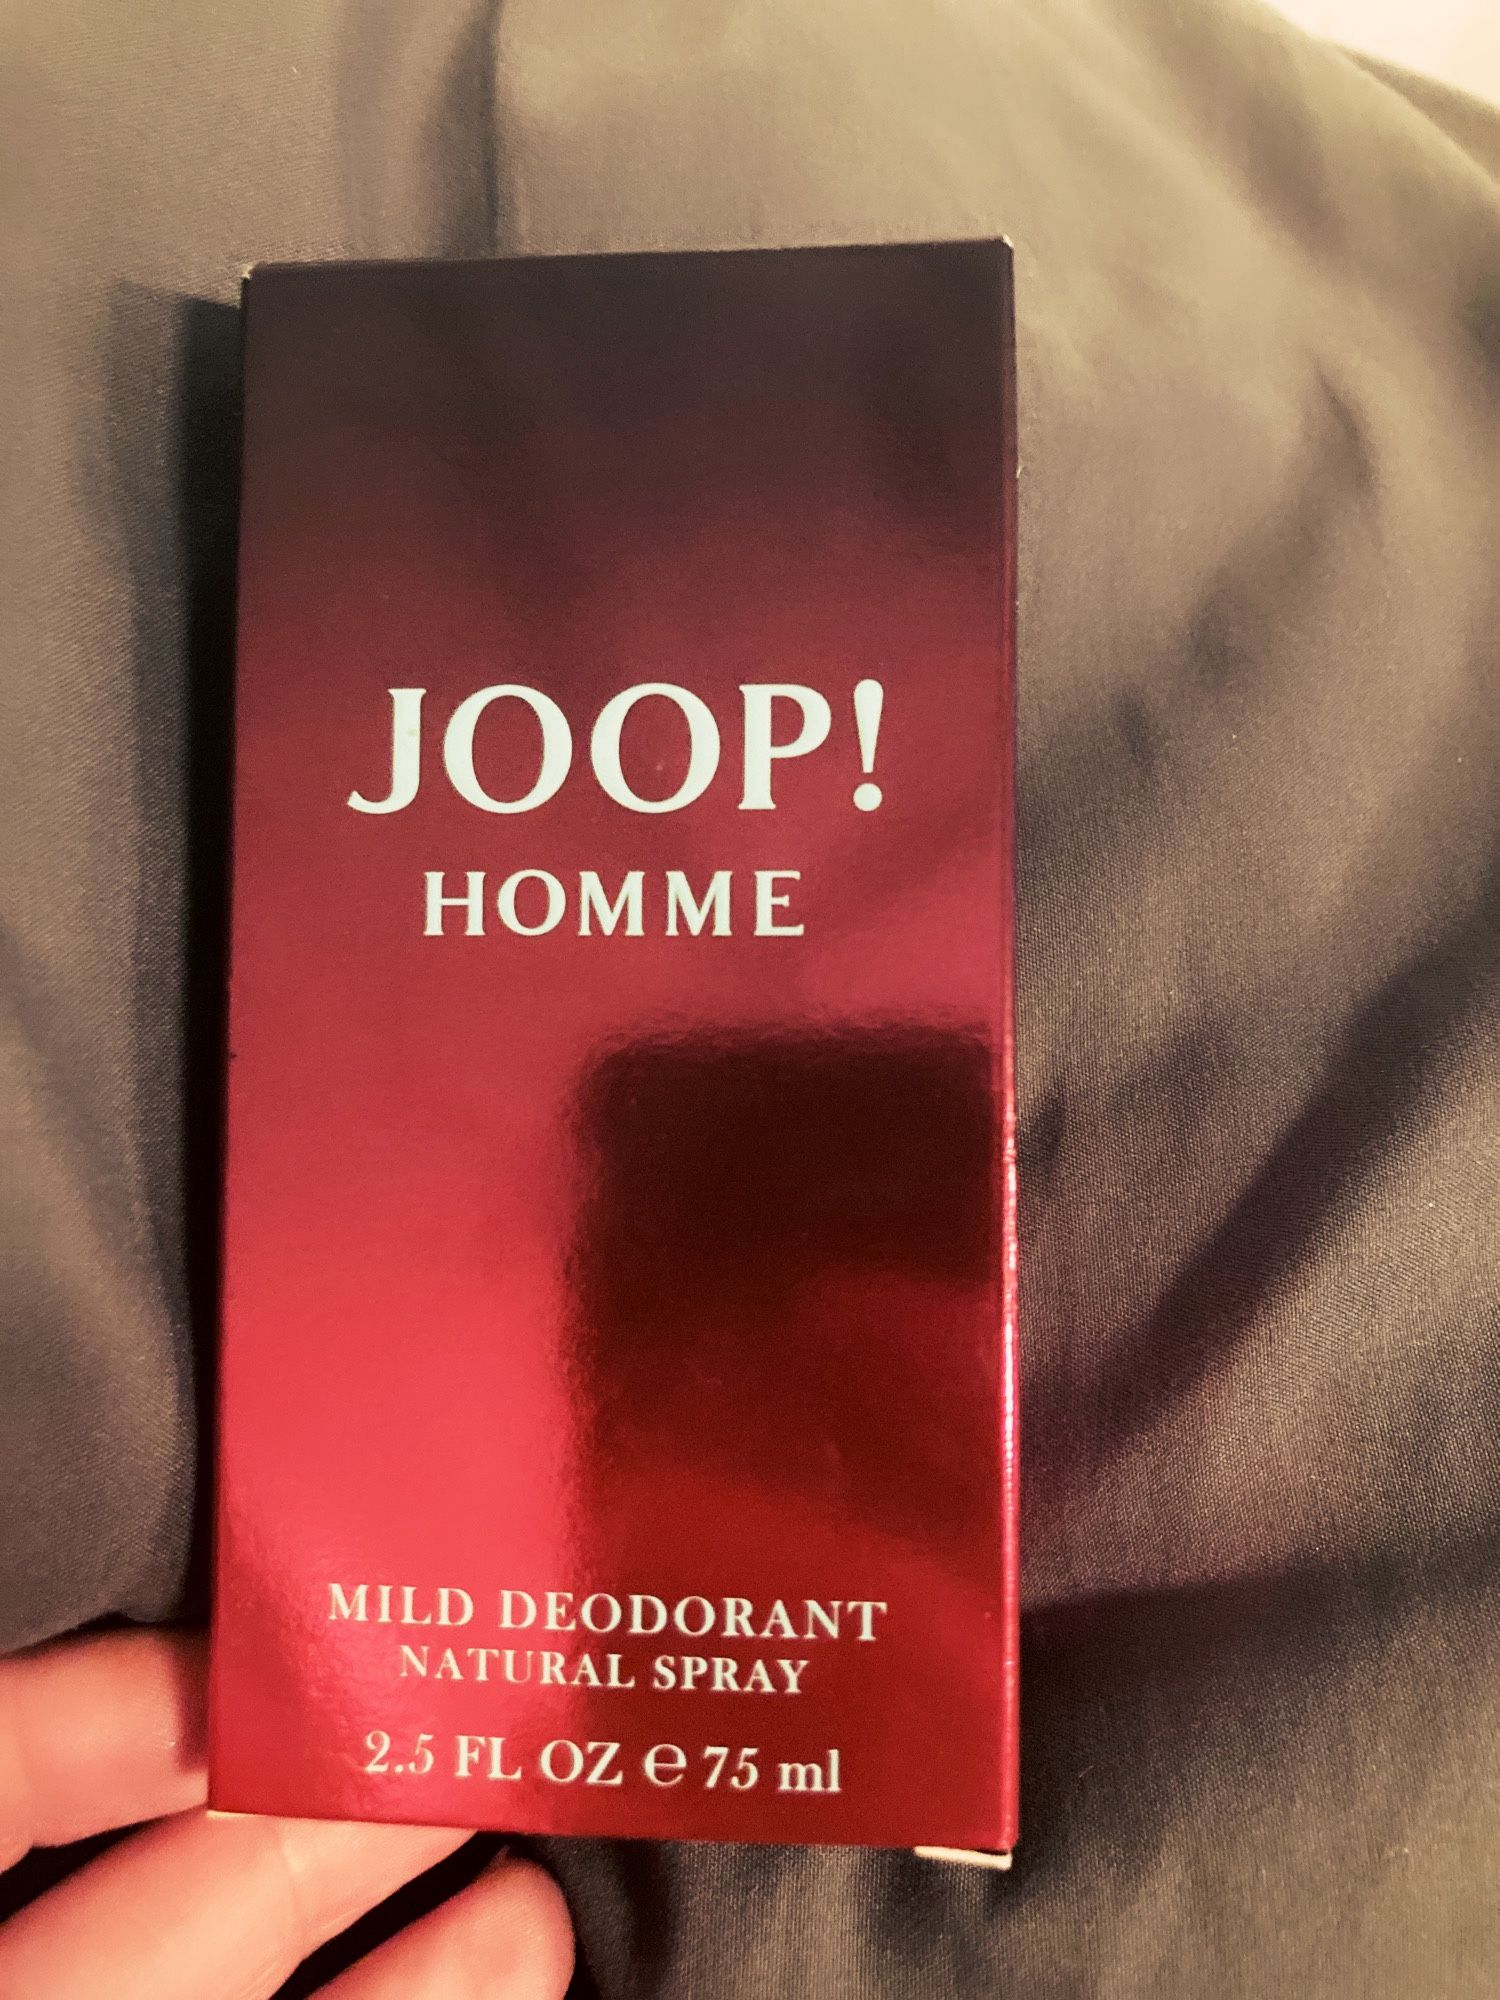 JOOP!
HOMME
MILD DEODORANT
NATURAL SPRAY
2.5 FL OZ ℮ 75 ml